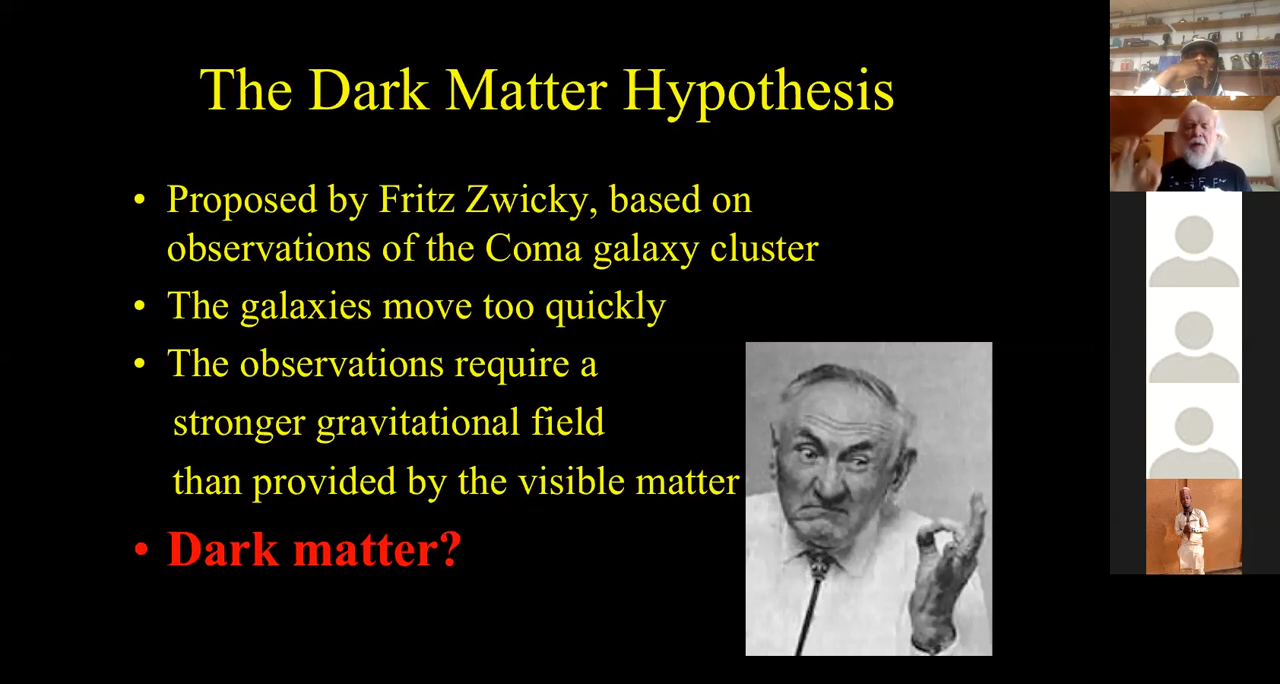 The Dark Matter Hypothesis
• Proposed by Fritz Zwicky, based on
observations of the Coma galaxy cluster
• The galaxies move too quickly
• The observations require a
stronger gravitational field
than provided by the visible matter
• Dark matter?